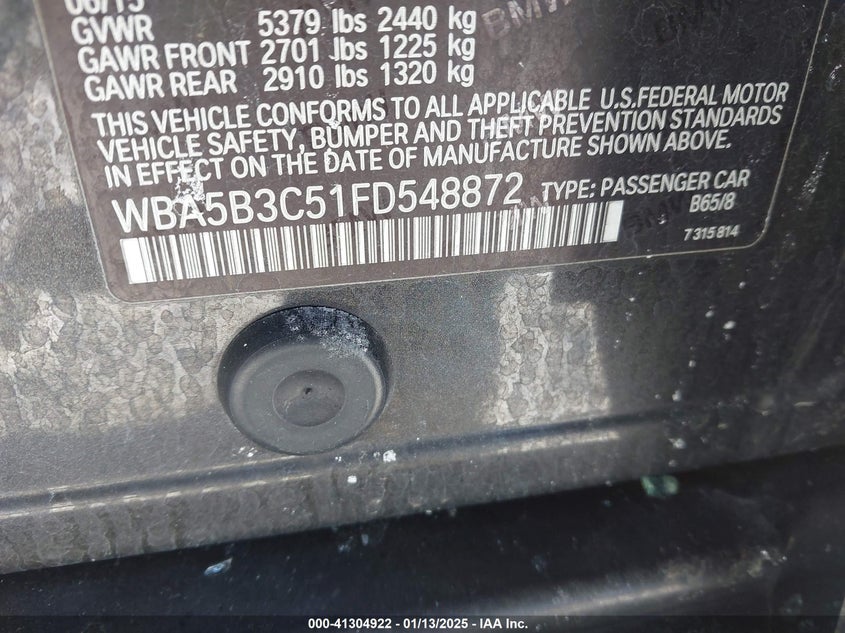 06/15
GVWR 5379 lbs 2440 kg
GAWR FRONT 2701 lbs 1225 kg
GAWR REAR 2910 lbs 1320 kg
THIS VEHICLE CONFORMS TO ALL APPLICABLE U.S.FEDERAL MOTOR
VEHICLE SAFETY, BUMPER AND THEFT PREVENTION STANDARDS
IN EFFECT ON THE DATE OF MANUFACTURE SHOWN ABOVE.
WBA5B3C51FD548872 TYPE: PASSENGER CAR
B65/8
7 315 814
000-41304922 - 01/13/2025 - IAA Inc.